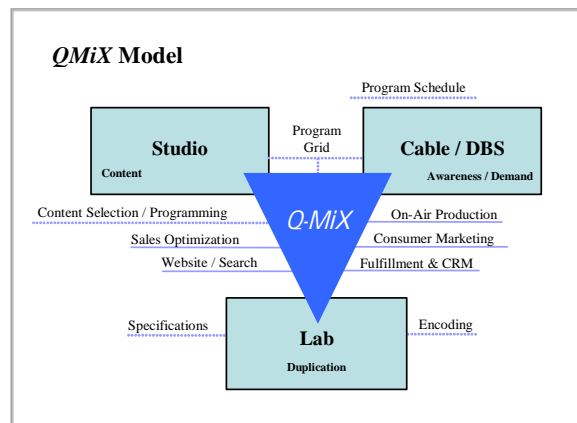 QMiX Model
Program Schedule
Studio
Content
Program
Grid
Cable / DBS
Awareness / Demand
Q-MiX
Content Selection / Programming
On-Air Production
Sales Optimization
Consumer Marketing
Website / Search
Fulfillment & CRM
Specifications
Lab
Duplication
Encoding